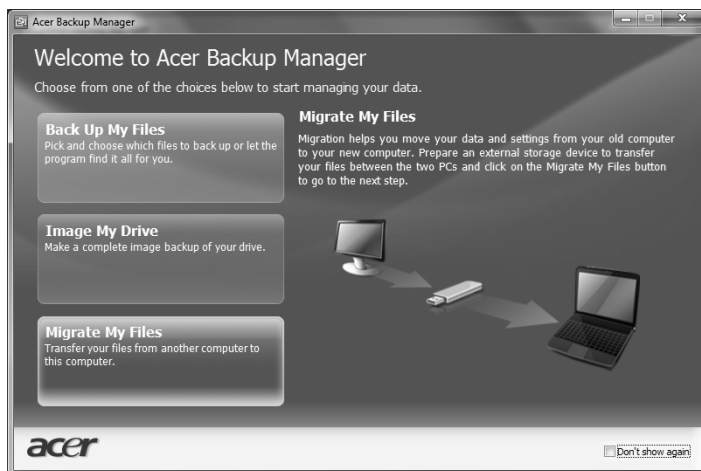 Acer Backup Manager
Welcome to Acer Backup Manager
Choose from one of the choices below to start managing your data.
Back Up My Files
Pick and choose which files to back up or let the
program find it all for you.
Image My Drive
Make a complete image backup of your drive.
Migrate My Files
Transfer your files from another computer to
this computer.
Migrate My Files
Migration helps you move your data and settings from your old computer
to your new computer. Prepare an external storage device to transfer
your files between the two PCs and click on the Migrate My Files button
to go to the next step.
acer
Don't show again